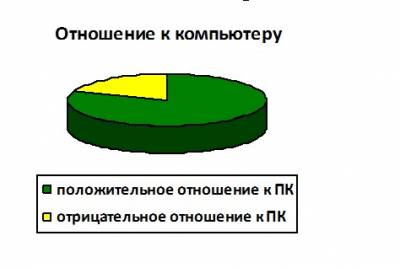 Отношение к компьютеру
положительное отношение к ПК
отрицательное отношение к ПК